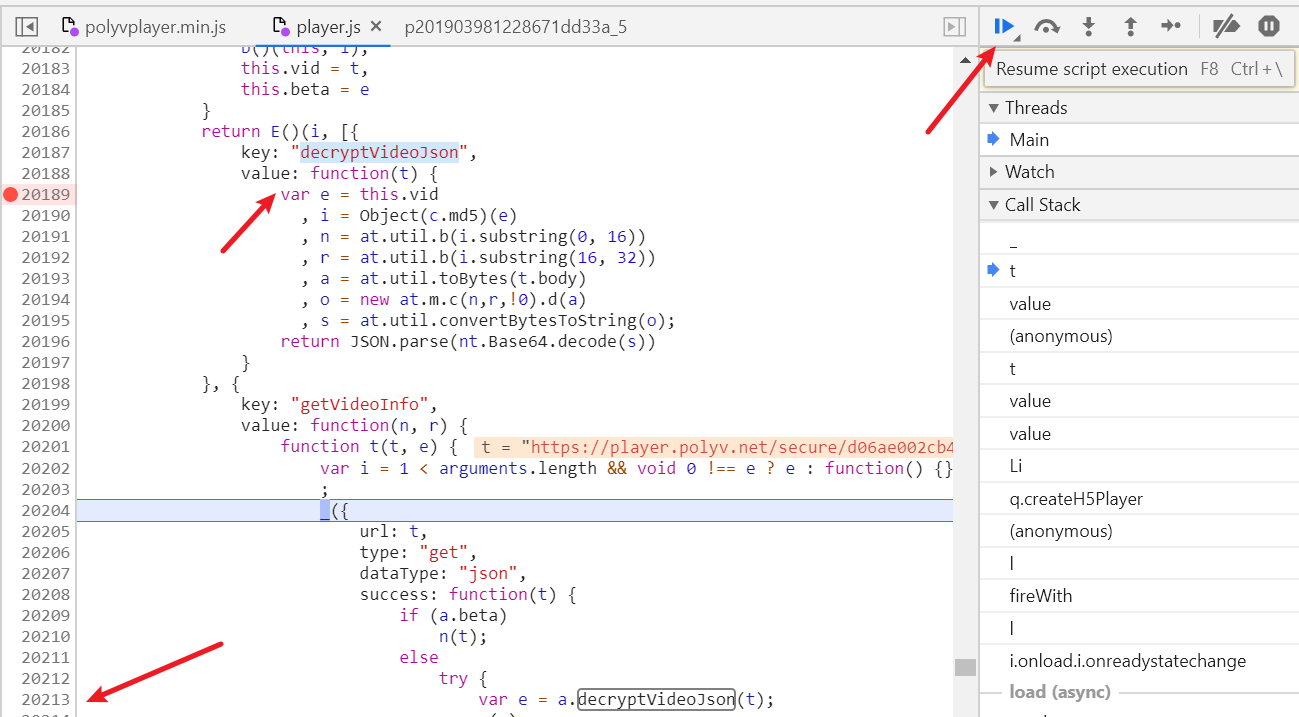 polyvplayer.min.js player.js × p201903981228671dd33a_5
20183 this.vid = t,
20184 this.beta = e
20185 }
20186 return E()(i, [{
20187 key: "decryptVideoJson",
20188 value: function(t) {
20189 var e = this.vid
20190 , i = Object(c.md5)(e)
20191 , n = at.util.b(i.substring(0, 16))
20192 , r = at.util.b(i.substring(16, 32))
20193 , a = at.util.toBytes(t.body)
20194 , o = new at.m.c(n,r,!0).d(a)
20195 , s = at.util.convertBytesToString(o);
20196 return JSON.parse(nt.Base64.decode(s))
20197 }
20198 }, {
20199 key: "getVideoInfo",
20200 value: function(n, r) {
20201 function t(t, e) { t = "https://player.polyv.net/secure/d06ae002cb4
20202 var i = 1 < arguments.length && void 0 !== e ? e : function() {}
20203 ;
20204 _({
20205 url: t,
20206 type: "get",
20207 dataType: "json",
20208 success: function(t) {
20209 if (a.beta)
20210 n(t);
20211 else
20212 try {
20213 var e = a.decryptVideoJson(t);
Resume script execution F8 Ctrl+\
Threads
Main
Watch
Call Stack
_
t
value
(anonymous)
t
value
value
Li
q.createH5Player
(anonymous)
l
fireWith
l
i.onload.i.onreadystatechange
load (async)